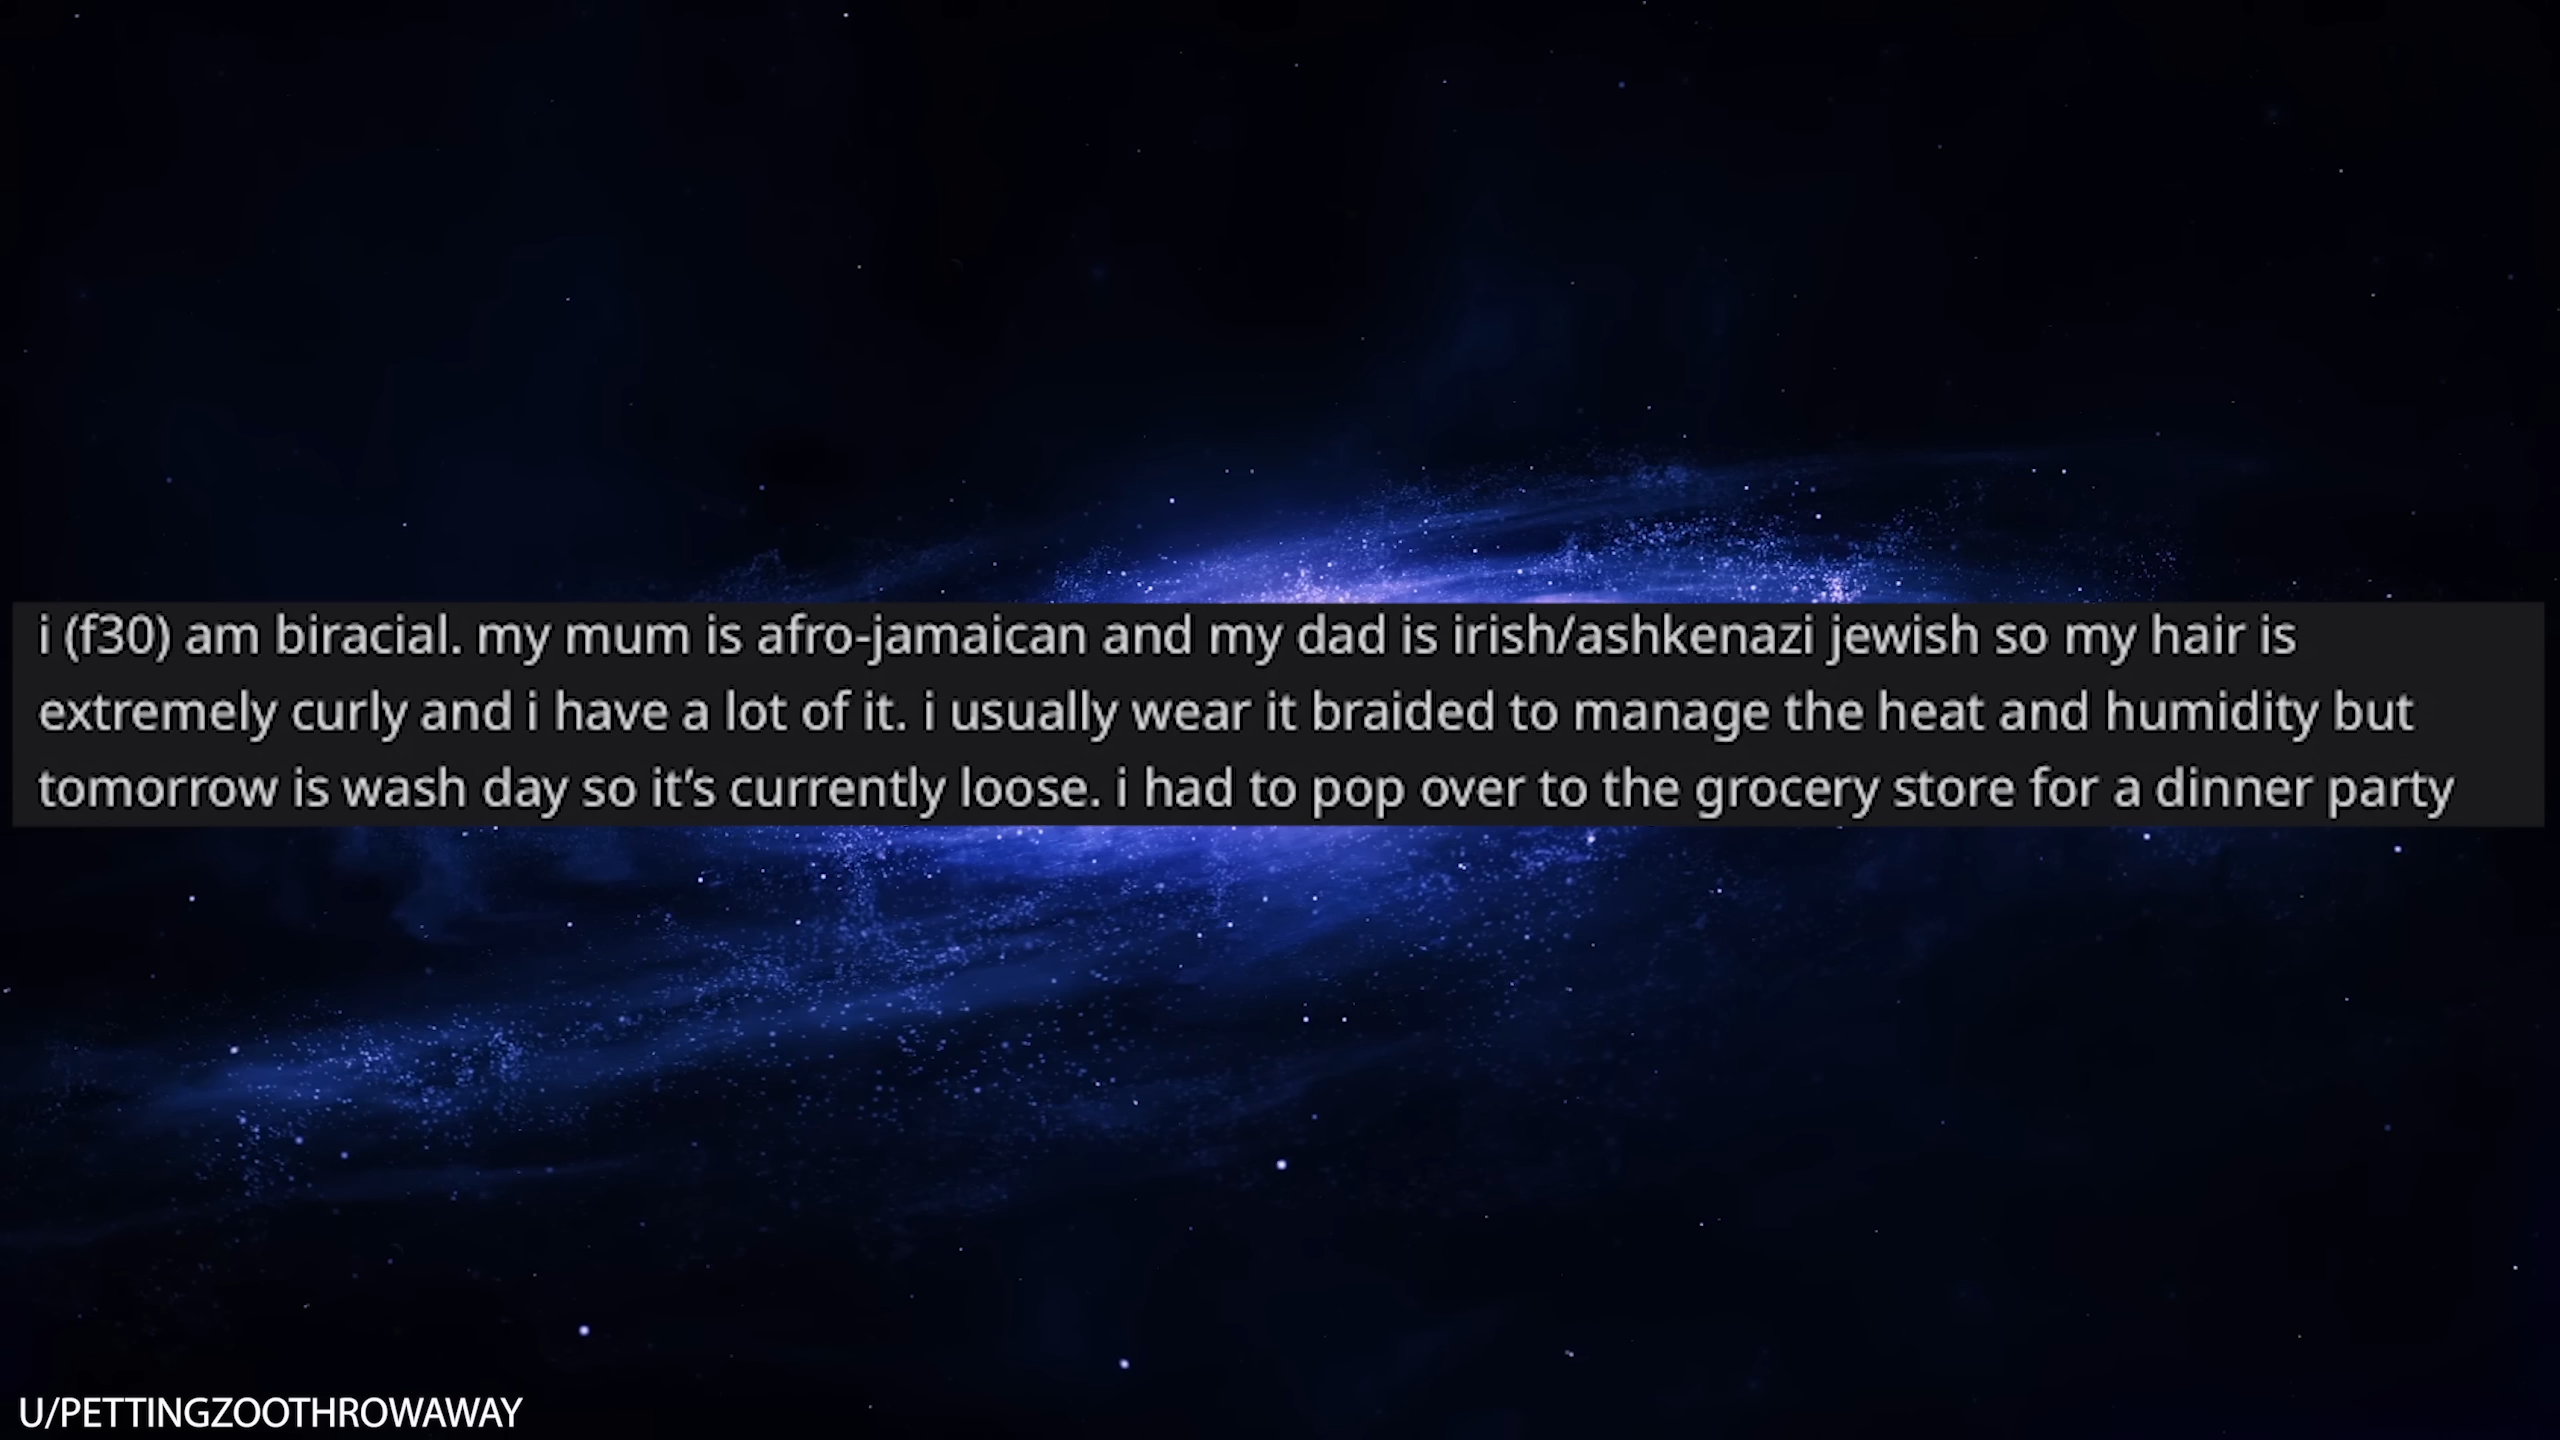 i (f30) am biracial. my mum is afro-jamaican and my dad is irish/ashkenazi jewish so my hair is
extremely curly and i have a lot of it. i usually wear it braided to manage the heat and humidity but
tomorrow is wash day so it's currently loose. i had to pop over to the grocery store for a dinner party
U/PETTINGZOOTHROWAWAY